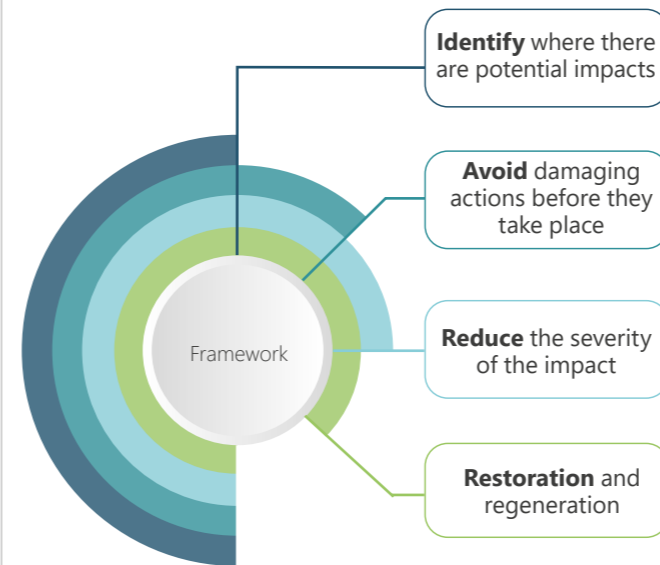 Identify where there
are potential impacts
Avoid damaging
actions before they
take place
Framework
Reduce the severity
of the impact
Restoration and
regeneration